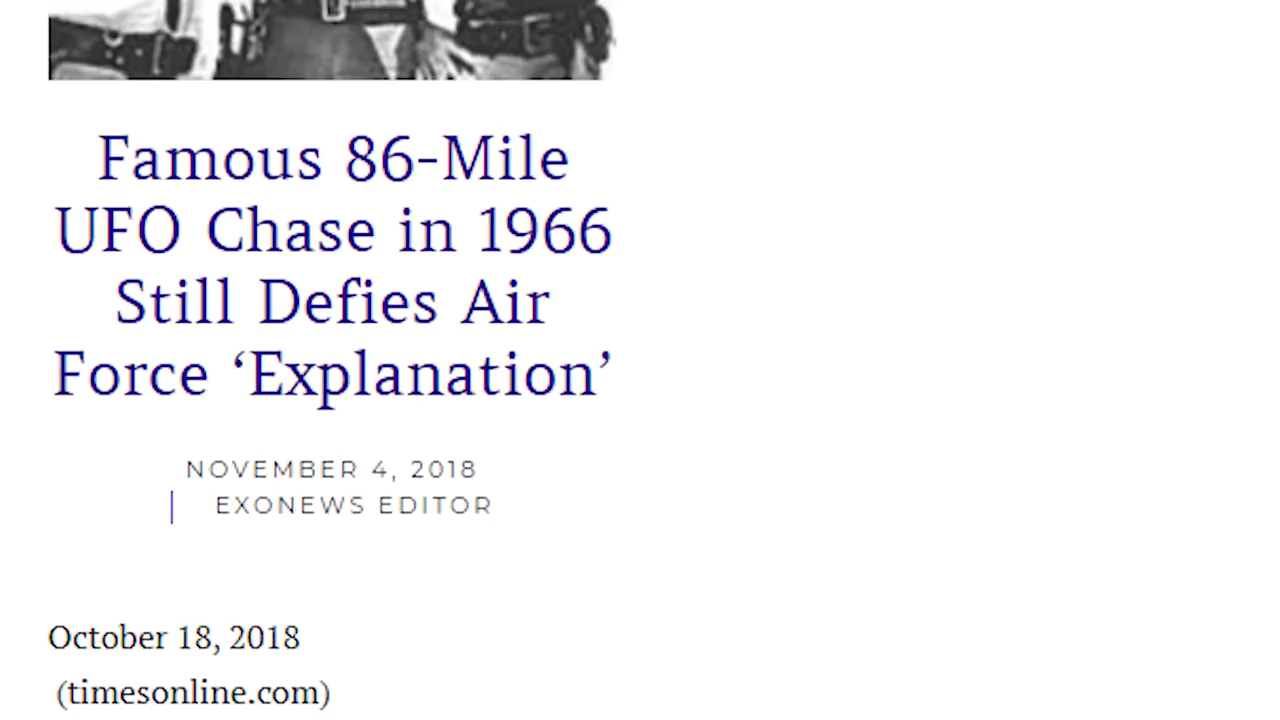 Famous 86-Mile
UFO Chase in 1966
Still Defies Air
Force ‘Explanation’
NOVEMBER 4, 2018
EXONEWS EDITOR
October 18, 2018
(timesonline.com)